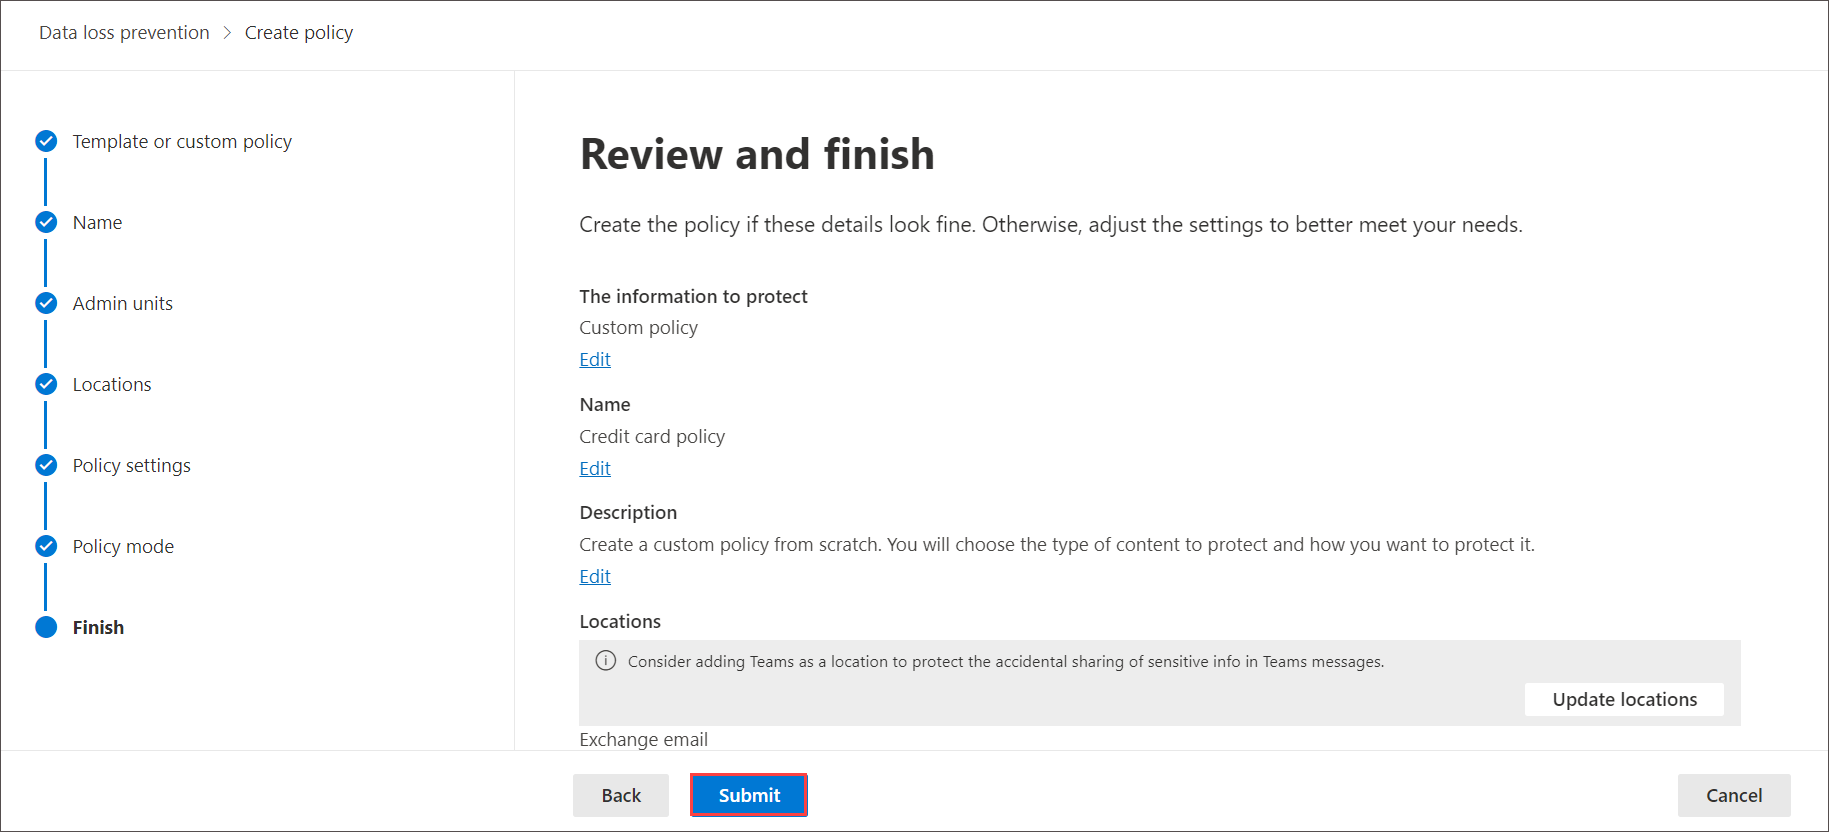 Data loss prevention > Create policy
Template or custom policy
Name
Admin units
Locations
Policy settings
Policy mode
Finish
Review and finish
Create the policy if these details look fine. Otherwise, adjust the settings to better meet your needs.
The information to protect
Custom policy
Edit
Name
Credit card policy
Edit
Description
Create a custom policy from scratch. You will choose the type of content to protect and how you want to protect it.
Edit
Locations
Consider adding Teams as a location to protect the accidental sharing of sensitive info in Teams messages.
Update locations
Exchange email
Back
Submit
Cancel